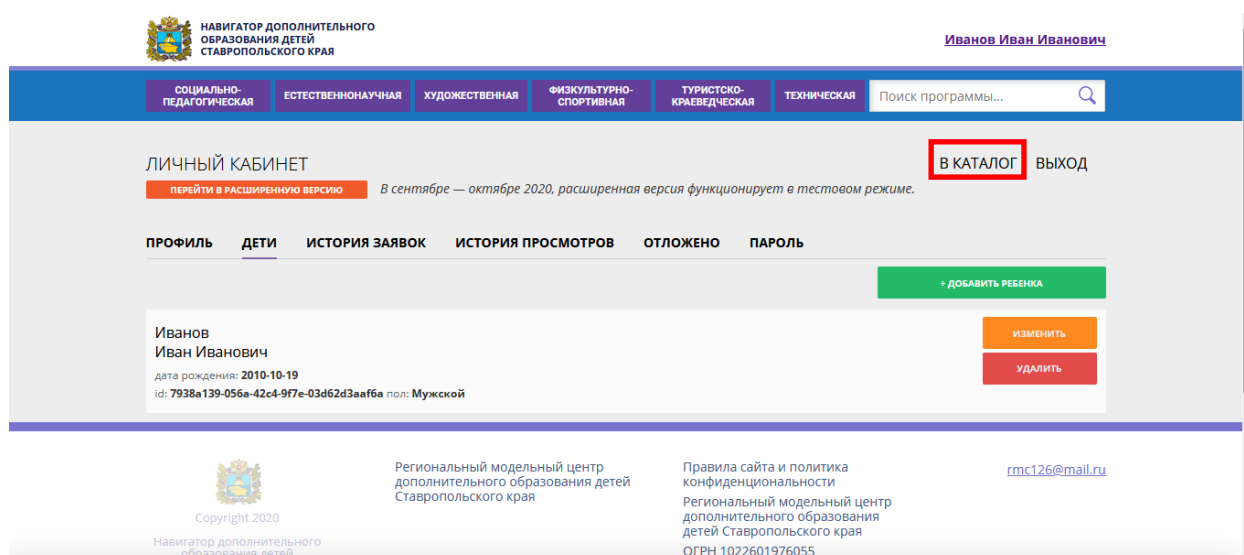 НАВИГАТОР ДОПОЛНИТЕЛЬНОГО
ОБРАЗОВАНИЯ ДЕТЕЙ
СТАВРОПОЛЬСКОГО КРАЯ
Иванов Иван Иванович
СОЦИАЛЬНО-
ПЕДАГОГИЧЕСКАЯ
ЕСТЕСТВЕННОНАУЧНАЯ
ХУДОЖЕСТВЕННАЯ
ФИЗКУЛЬТУРНО-
СПОРТИВНАЯ
ТУРИСТСКО-
КРАЕВЕДЧЕСКАЯ
ТЕХНИЧЕСКАЯ
Поиск программы...
ЛИЧНЫЙ КАБИНЕТ
В КАТАЛОГ ВЫХОД
ПЕРЕЙТИ В РАСШИРЕННУЮ ВЕРСИЮ
В сентябре — октябре 2020, расширенная версия функционирует в тестовом режиме.
ПРОФИЛЬ ДЕТИ ИСТОРИЯ ЗАЯВОК ИСТОРИЯ ПРОСМОТРОВ ОТЛОЖЕНО ПАРОЛЬ
+ ДОБАВИТЬ РЕБЕНКА
Иванов
Иван Иванович
дата рождения: 2010-10-19
id: 7938a139-056a-42c4-9f7e-03d62d3aaf6a пол: Мужской
ИЗМЕНИТЬ
УДАЛИТЬ
Copyright 2020
Навигатор дополнительного
образования детей
Региональный модельный центр
дополнительного образования детей
Ставропольского края
Правила сайта и политика
конфиденциональности
Региональный модельный центр
дополнительного образования
детей Ставропольского края
ОГРН 1022601976055
rmc126@mail.ru